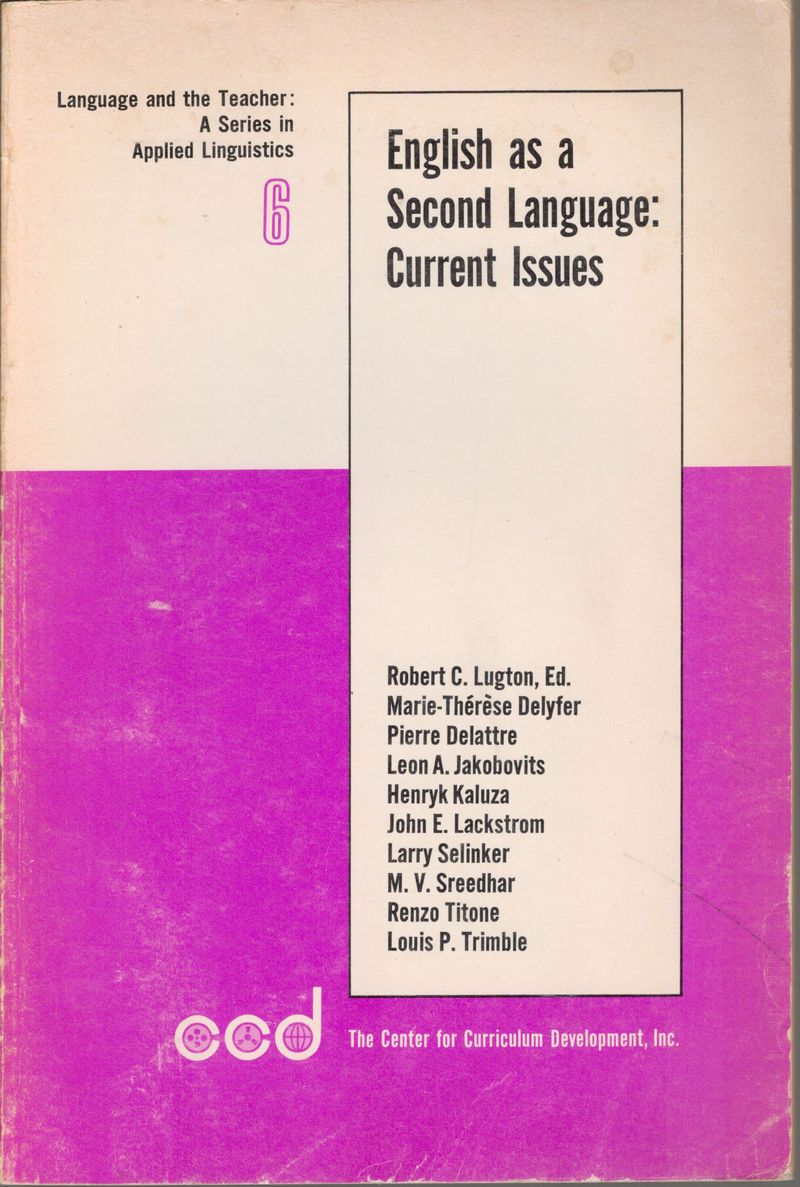 Language and the Teacher:
A Series in
Applied Linguistics
6
English as a
Second Language:
Current Issues
Robert C. Lugton, Ed.
Marie-Thérèse Delyfer
Pierre Delattre
Leon A. Jakobovits
Henryk Kaluza
John E. Lackstrom
Larry Selinker
M. V. Sreedhar
Renzo Titone
Louis P. Trimble
ccd
The Center for Curriculum Development, Inc.